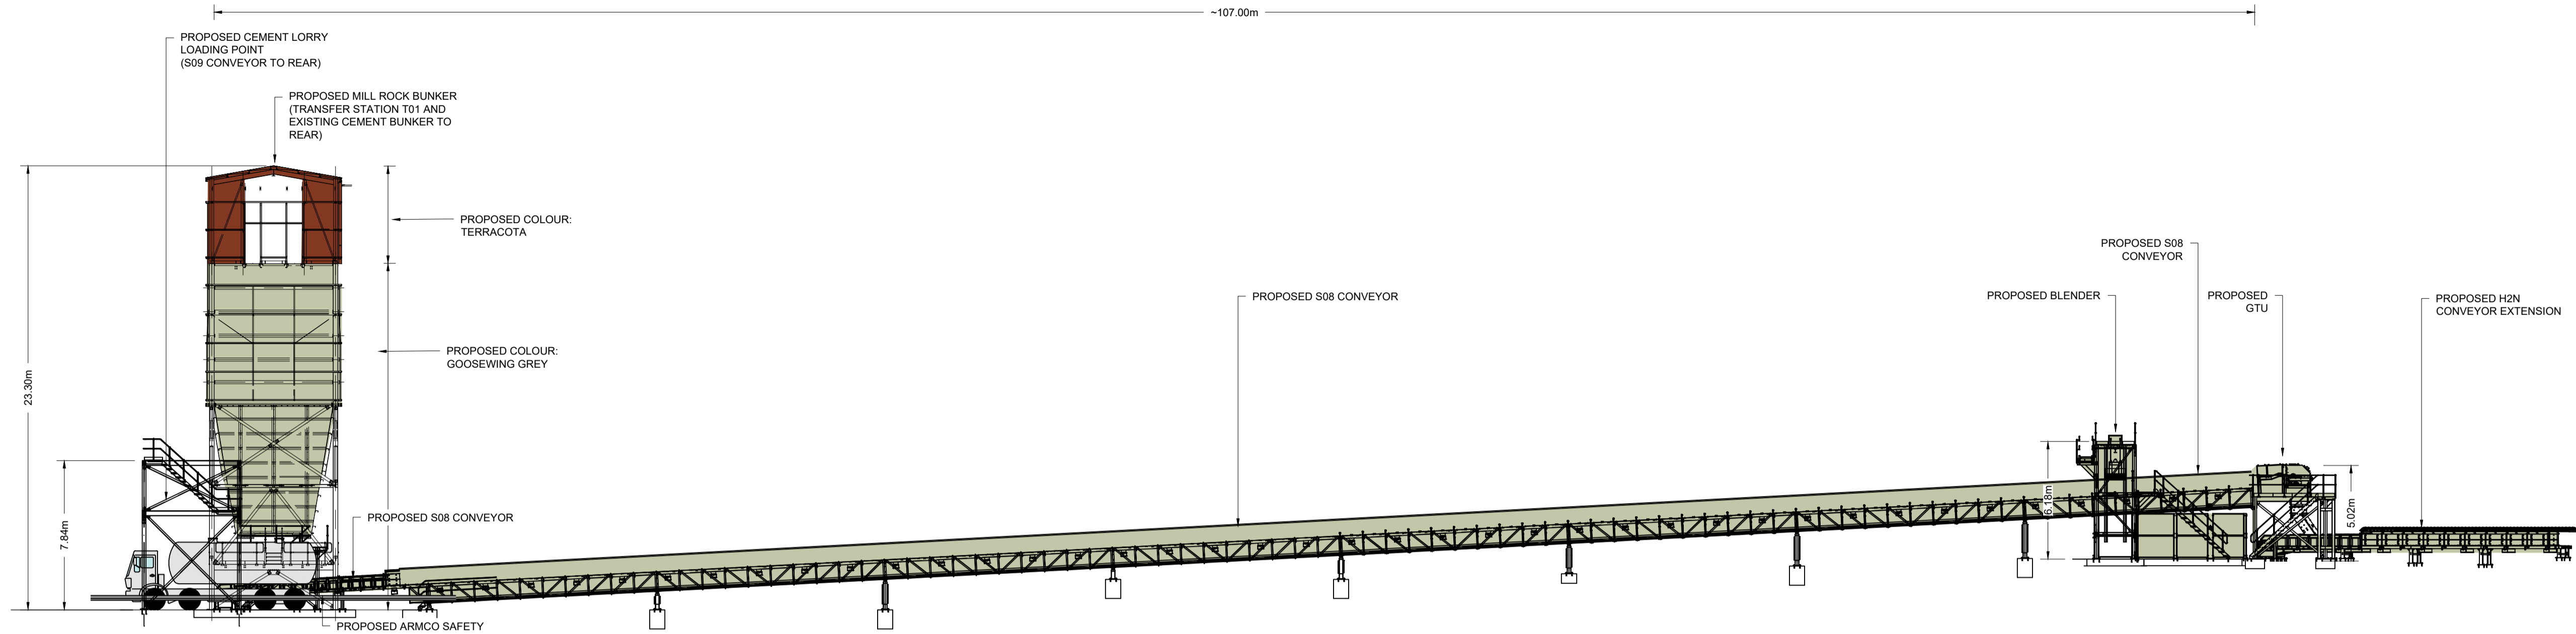 ~107.00m
PROPOSED CEMENT LORRY
LOADING POINT
(S09 CONVEYOR TO REAR)
PROPOSED MILL ROCK BUNKER
(TRANSFER STATION T01 AND
EXISTING CEMENT BUNKER TO
REAR)
PROPOSED COLOUR:
TERRACOTA
PROPOSED S08
CONVEYOR
PROPOSED S08 CONVEYOR
PROPOSED BLENDER
PROPOSED
GTU
PROPOSED H2N
CONVEYOR EXTENSION
PROPOSED COLOUR:
GOOSEWING GREY
23.30m
7.84m
PROPOSED S08 CONVEYOR
6.18m
5.02m
PROPOSED ARMCO SAFETY